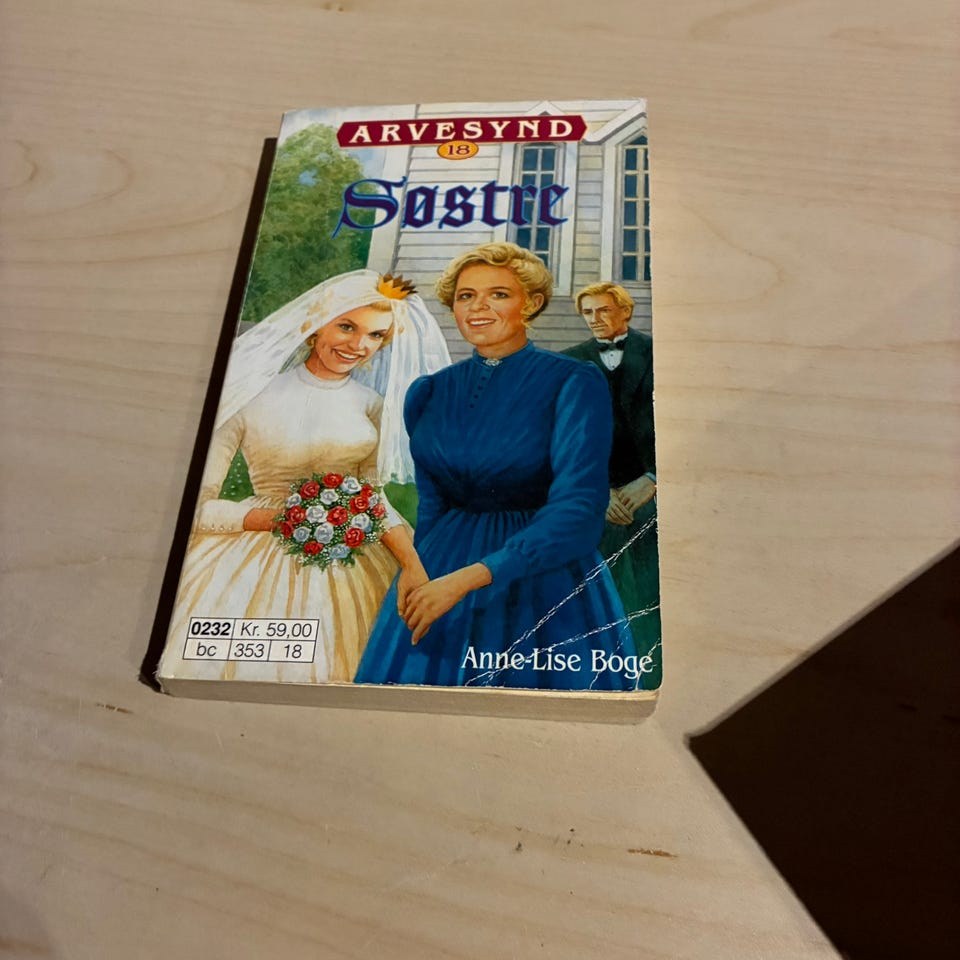 ARVESYND
18
Søstre
0232 Kr. 59,00
bc 353 18
Anne-Lise Boge